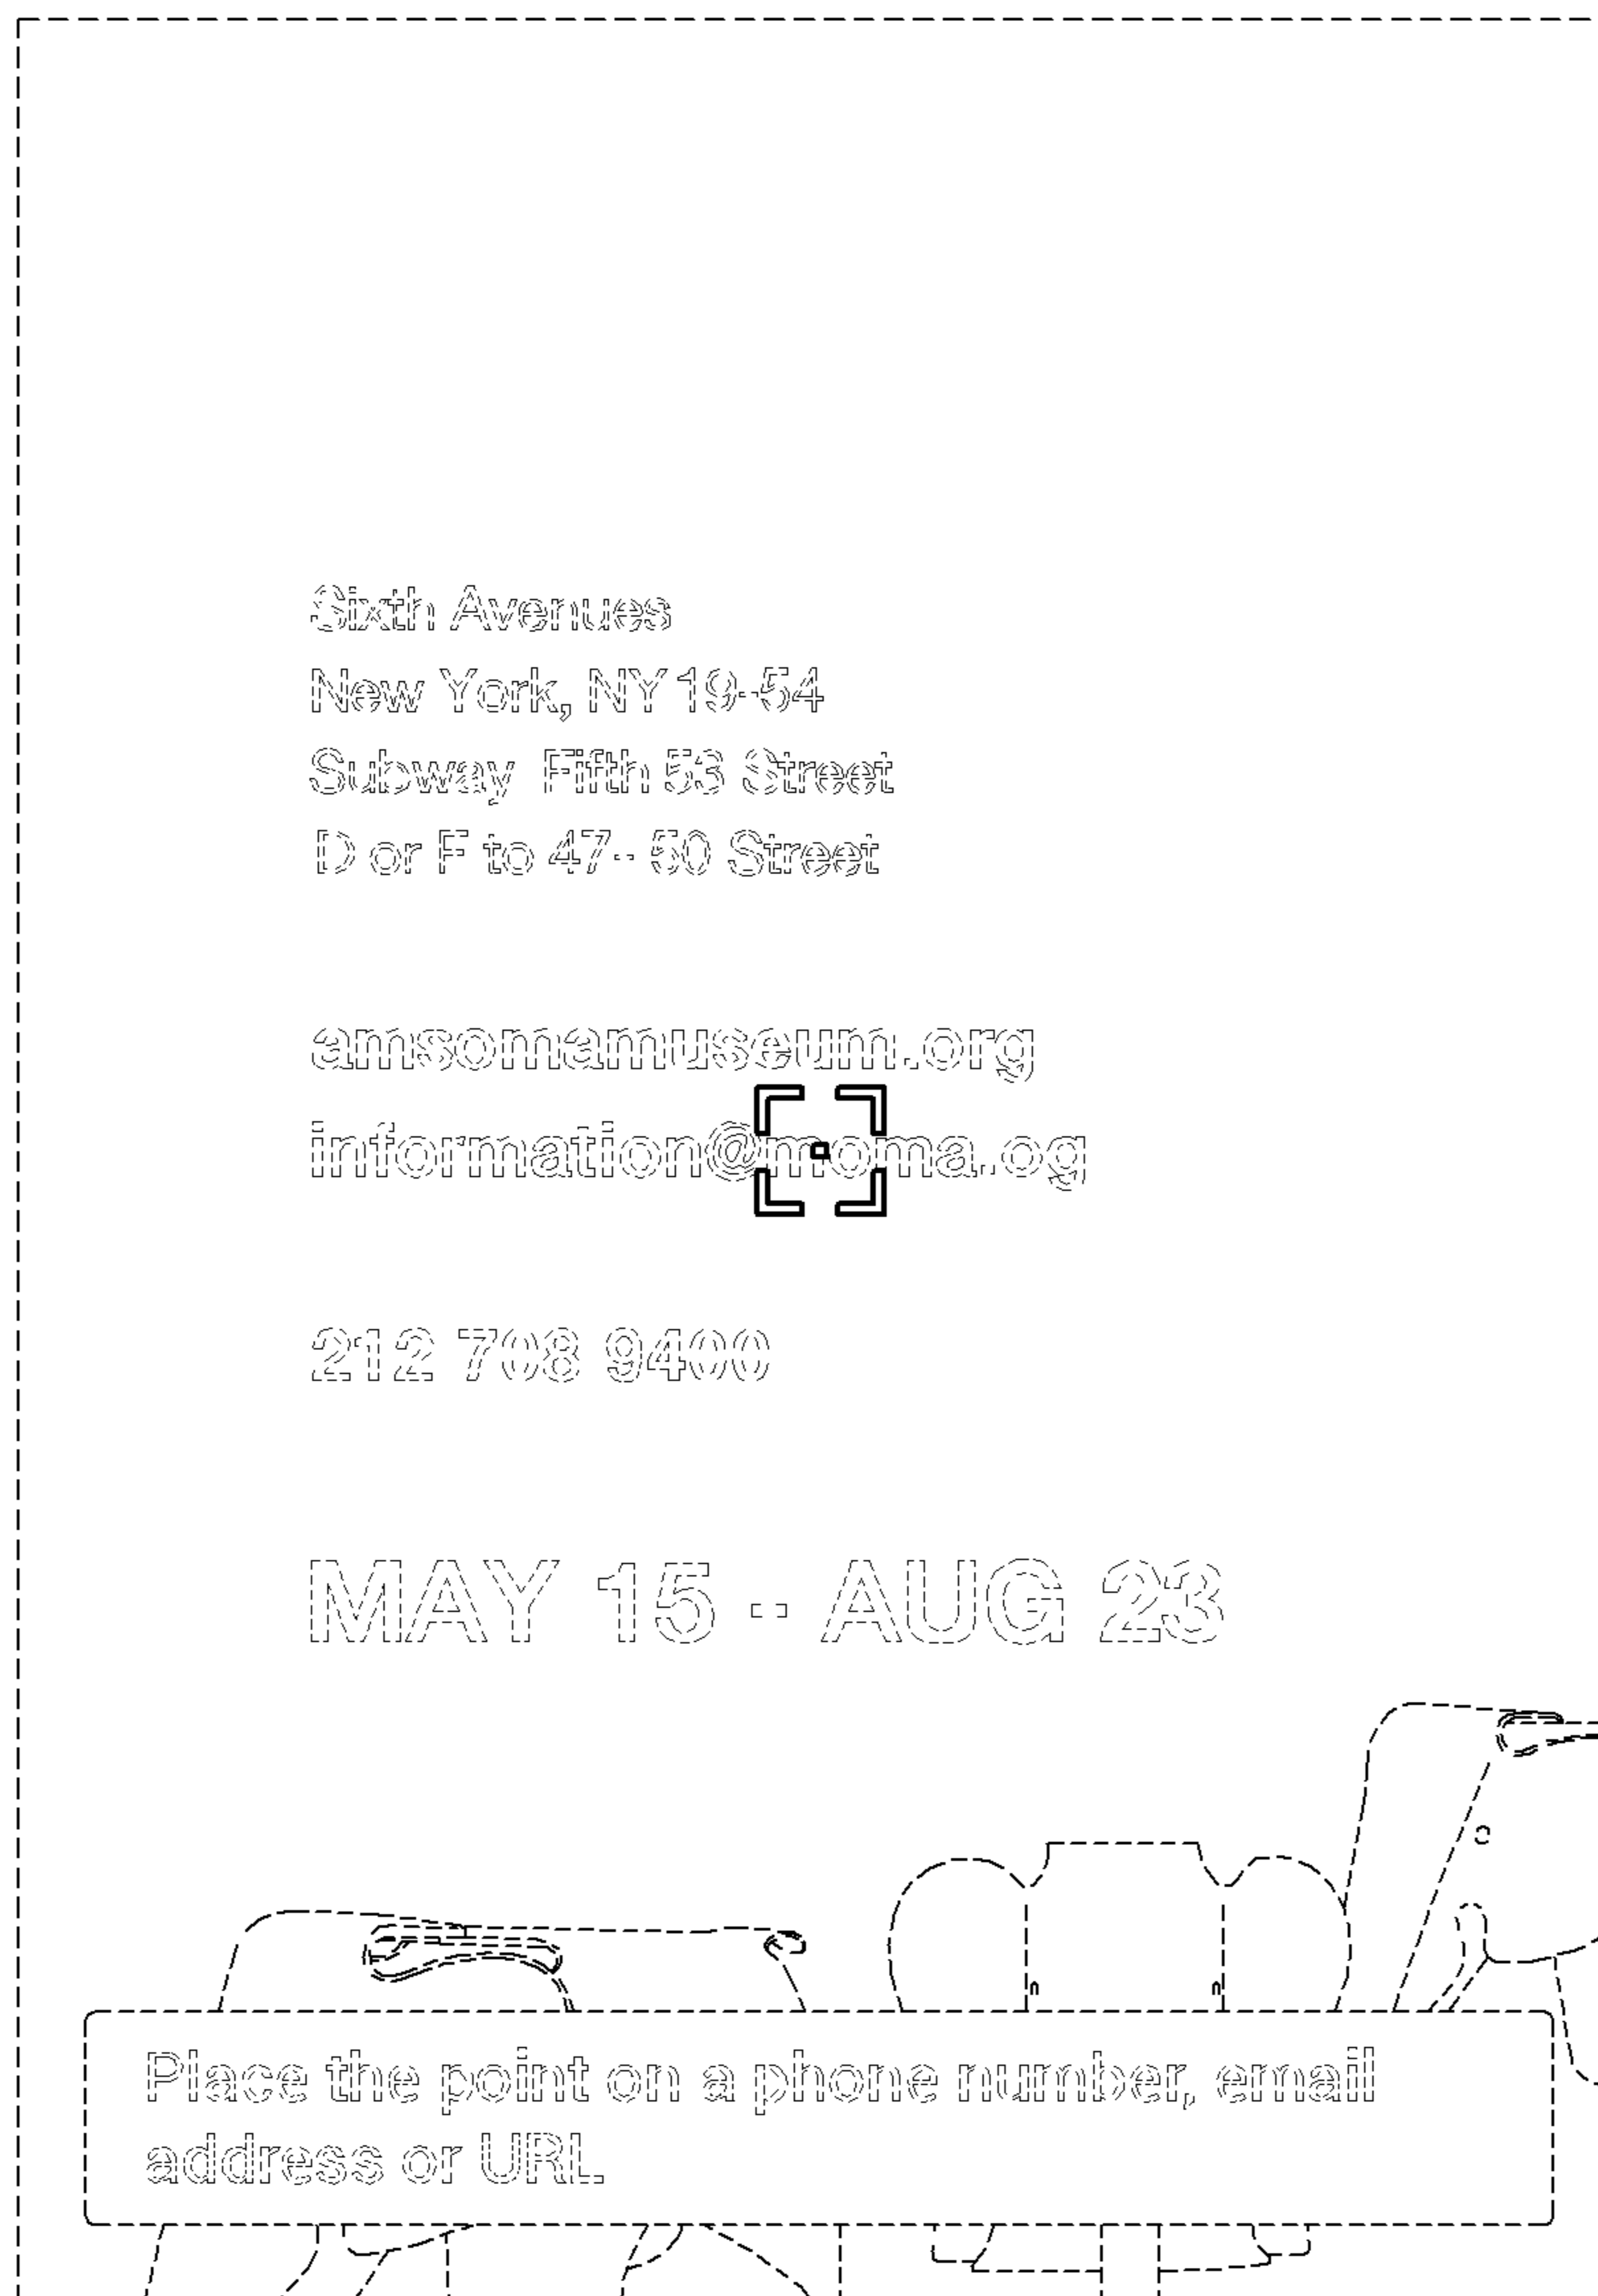 Sixth Avenues
New York, NY 19-54
Subway Fifth 53 Street
D or F to 47-- 50 Street
amsomamuseum.org
information@moma.og
212 708 9400
MAY 15 -- AUG 23
Place the point on a phone number, email
address or URL